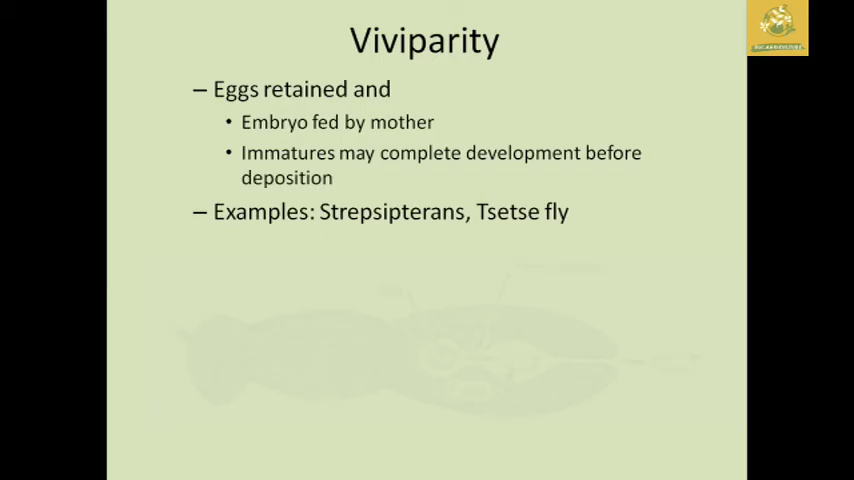 Viviparity
– Eggs retained and
• Embryo fed by mother
• Immatures may complete development before
deposition
– Examples: Strepsipterans, Tsetse fly